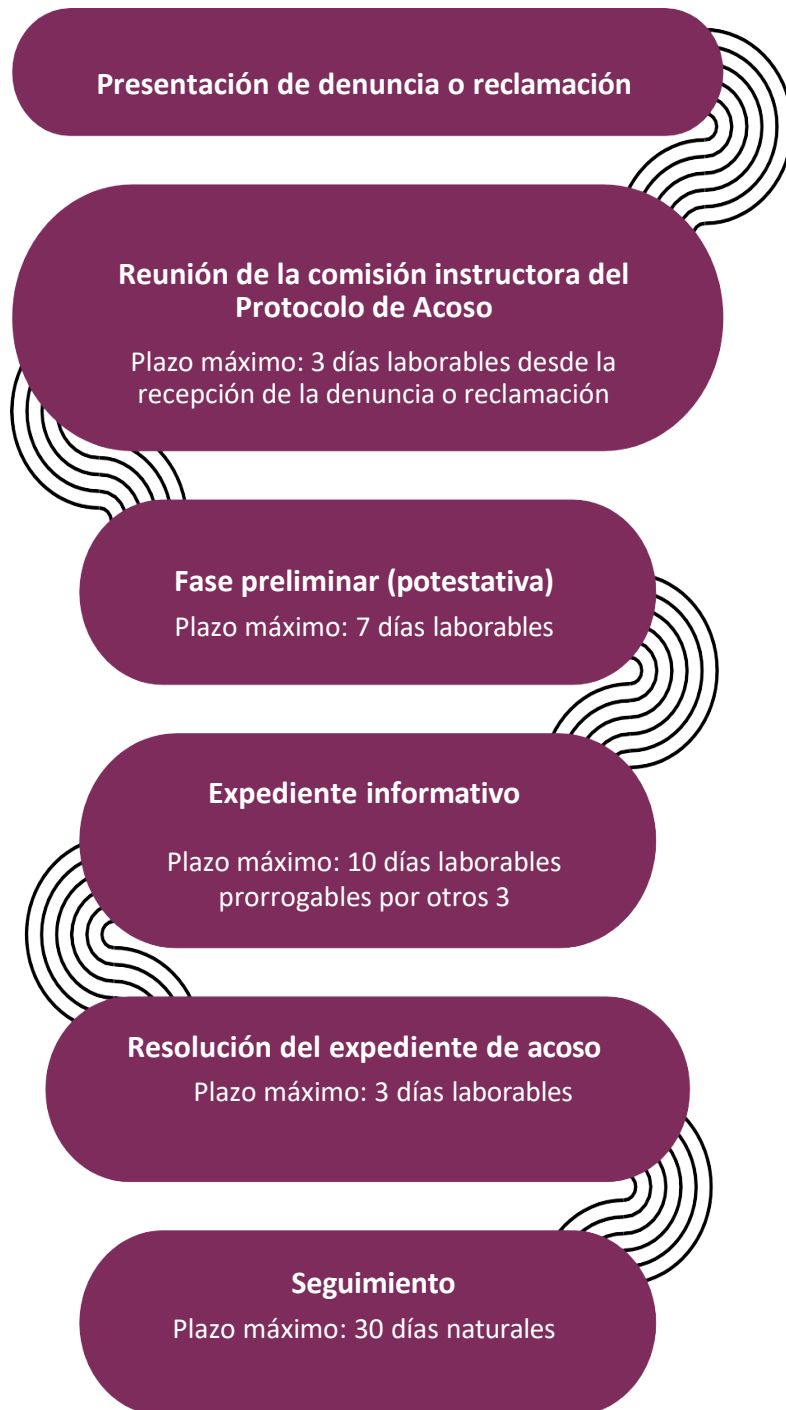 Presentación de denuncia o reclamación
Reunión de la comisión instructora del
Protocolo de Acoso
Plazo máximo: 3 días laborables desde la
recepción de la denuncia o reclamación
Fase preliminar (potestativa)
Plazo máximo: 7 días laborables
Expediente informativo
Plazo máximo: 10 días laborables
prorrogables por otros 3
Resolución del expediente de acoso
Plazo máximo: 3 días laborables
Seguimiento
Plazo máximo: 30 días naturales